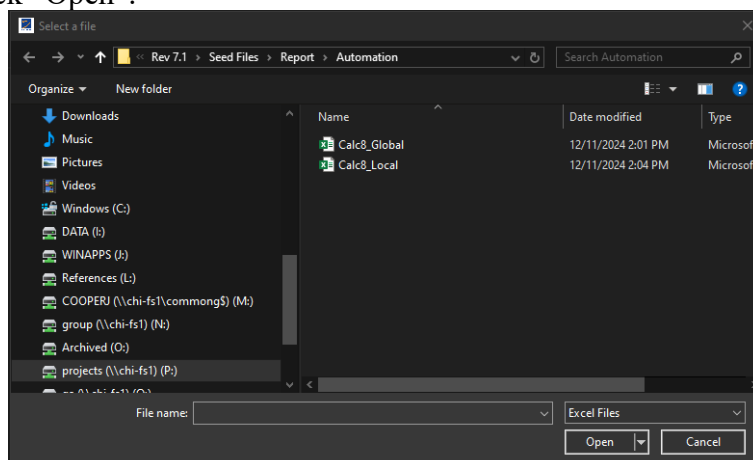 "Open".
Select a file
« Rev 7.1 > Seed Files > Report > Automation
Search Automation
Organize
New folder
Name
Date modified
Type
Downloads
Music
Pictures
Videos
Windows (C:)
DATA (I:)
WINAPPS (J:)
References (L:)
COOPERJ (\\chi-fs1\commong$) (M:)
group (\\chi-fs1) (N:)
Archived (O:)
projects (\\chi-fs1) (P:)
Calc8_Global 12/11/2024 2:01 PM Microsof
Calc8_Local 12/11/2024 2:04 PM Microsof
File name:
Excel Files
Open
Cancel